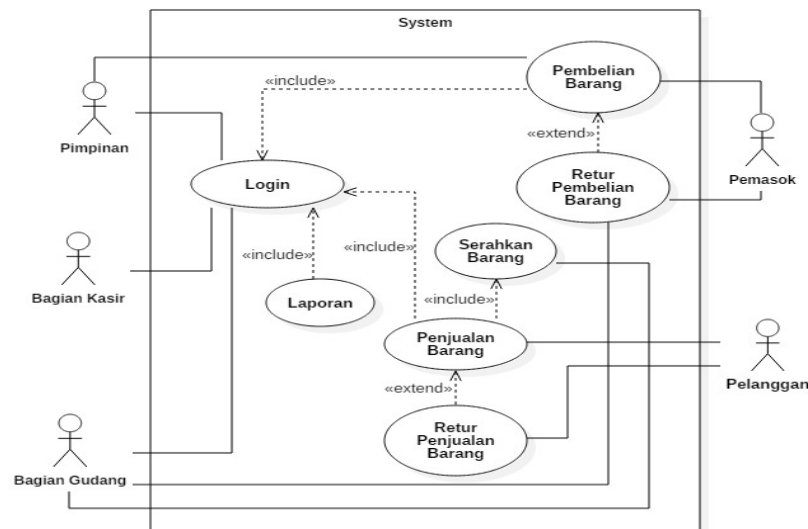 System
«include»
Pembelian
Barang
«extend»
Pimpinan
Pemasok
Login
Retur
Pembelian
Barang
«include»
«include»
Serahkan
Barang
Bagian Kasir
Laporan
«include»
Penjualan
Barang
Pelanggan
«extend»
Retur
Penjualan
Barang
Bagian Gudang